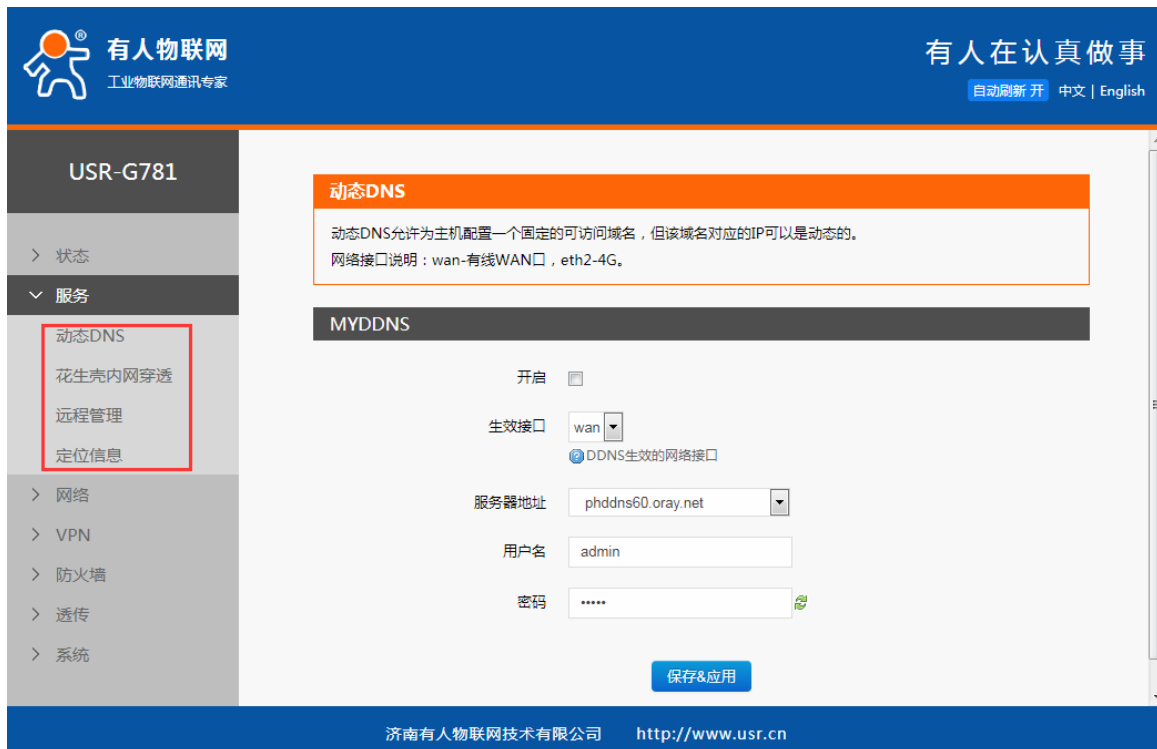 ®
有人物联网
工业物联网通讯专家
有人在认真做事
自动刷新 开 中文 | English
USR-G781
状态
服务
动态DNS
花生壳内网穿透
远程管理
定位信息
网络
VPN
防火墙
透传
系统
动态DNS
动态DNS允许为主机配置一个固定的可访问域名，但该域名对应的IP可以是动态的。
网络接口说明：wan-有线WAN口，eth2-4G。
MYDDNS
开启
生效接口 wan
DDNS生效的网络接口
服务器地址 phddns60.oray.net
用户名 admin
密码 •••••
保存&应用
济南有人物联网技术有限公司 http://www.usr.cn